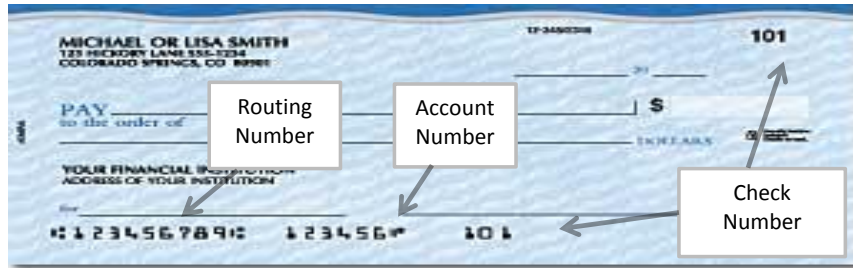 MICHAEL OR LISA SMITH
123 HICKORY LANE 555-1234
COLORADO SPRINGS, CO 80901
101
20
PAY
to the order of
$
DOLLARS
Routing
Number
Account
Number
Check
Number
YOUR FINANCIAL INSTITUTION
ADDRESS OF YOUR INSTITUTION
for
⑆123456789⑆ 123456⑈ 101